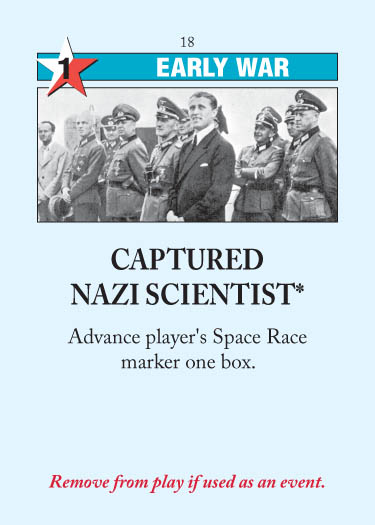 18
1
EARLY WAR
CAPTURED
NAZI SCIENTIST*
Advance player's Space Race
marker one box.
Remove from play if used as an event.